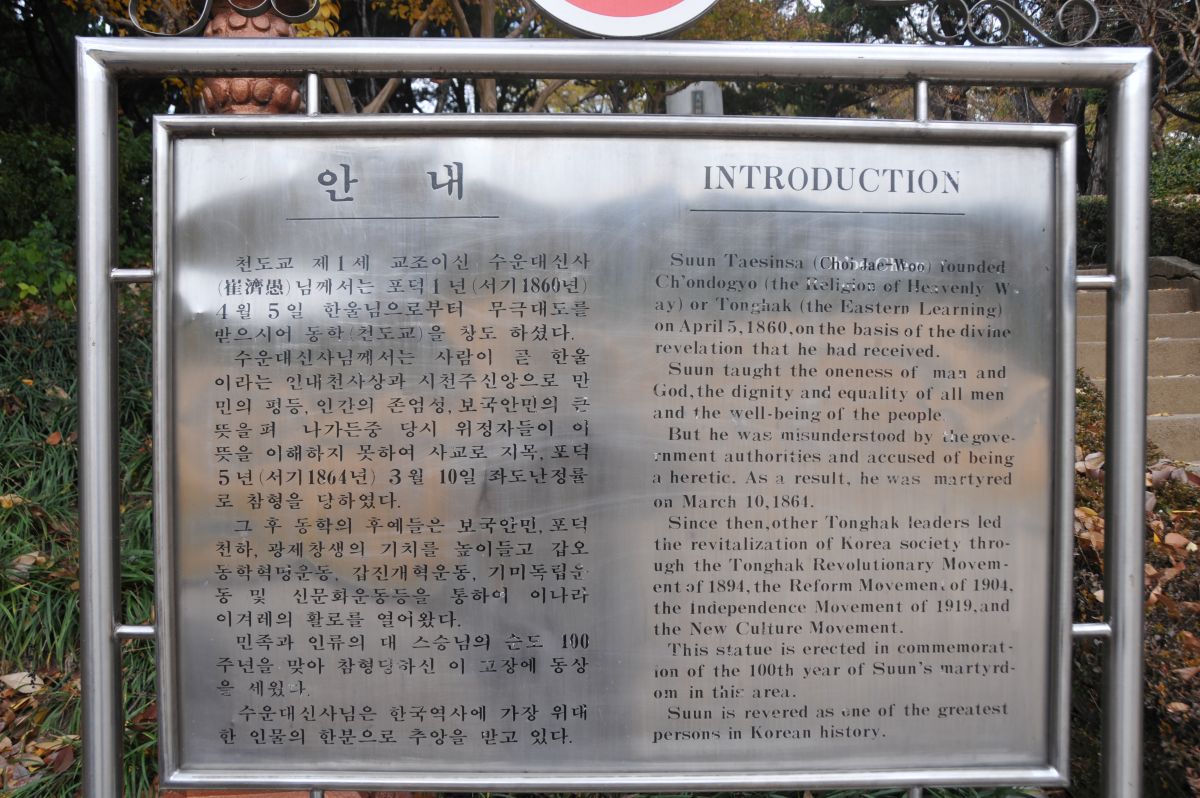 안 내
천도교 제1세 교조이신 수운대신사
(崔濟愚)님께서는 포덕1년(서기1860년)
4월5일 한울님으로부터 무극대도를
받으시어 동학(천도교)을 창도 하셨다.
수운대신사님께서는 사람이 곧 한울
이라는 인내천사상과 시천주신앙으로 만
민의 평등, 인간의 존엄성, 보국안민의 큰
뜻을펴 나가든중 당시 위정자들이 이
뜻을 이해하지 못하여 사교로 지목, 포덕
5년(서기1864년) 3월 10일 좌도난정률
로 참형을 당하였다.
그 후 동학의 후예들은 보국안민, 포덕
천하, 광제창생의 기치를 높이들고 갑오
동학혁명운동, 갑진개혁운동, 기미독립운
동 및 신문화운동등을 통하여 이나라
이겨레의 활로를 열어왔다.
민족과 인류의 대 스승님의 순도 100
주년을 맞아 참형당하신 이 고장에 동상
을 세웠다.
수운대신사님은 한국역사에 가장 위대
한 인물의 한분으로 추앙을 받고 있다.
INTRODUCTION
Suun Taesinsa (Choi Jae-Woo) founded
Ch'ondogyo (the Religion of Heavenly W
ay) or Tonghak (the Eastern Learning)
on April 5, 1860, on the basis of the divine
revelation that he had received.
Suun taught the oneness of man and
God, the dignity and equality of all men
and the well-being of the people.
But he was misunderstood by the gove-
rnment authorities and accused of being
a heretic. As a result, he was martyred
on March 10, 1864.
Since then, other Tonghak leaders led
the revitalization of Korea society thro-
ugh the Tonghak Revolutionary Movem-
ent of 1894, the Reform Movement of 1904,
the Independence Movement of 1919, and
the New Culture Movement.
This statue is erected in commemorat-
ion of the 100th year of Suun's martyrd-
om in this area.
Suun is revered as one of the greatest
persons in Korean history.